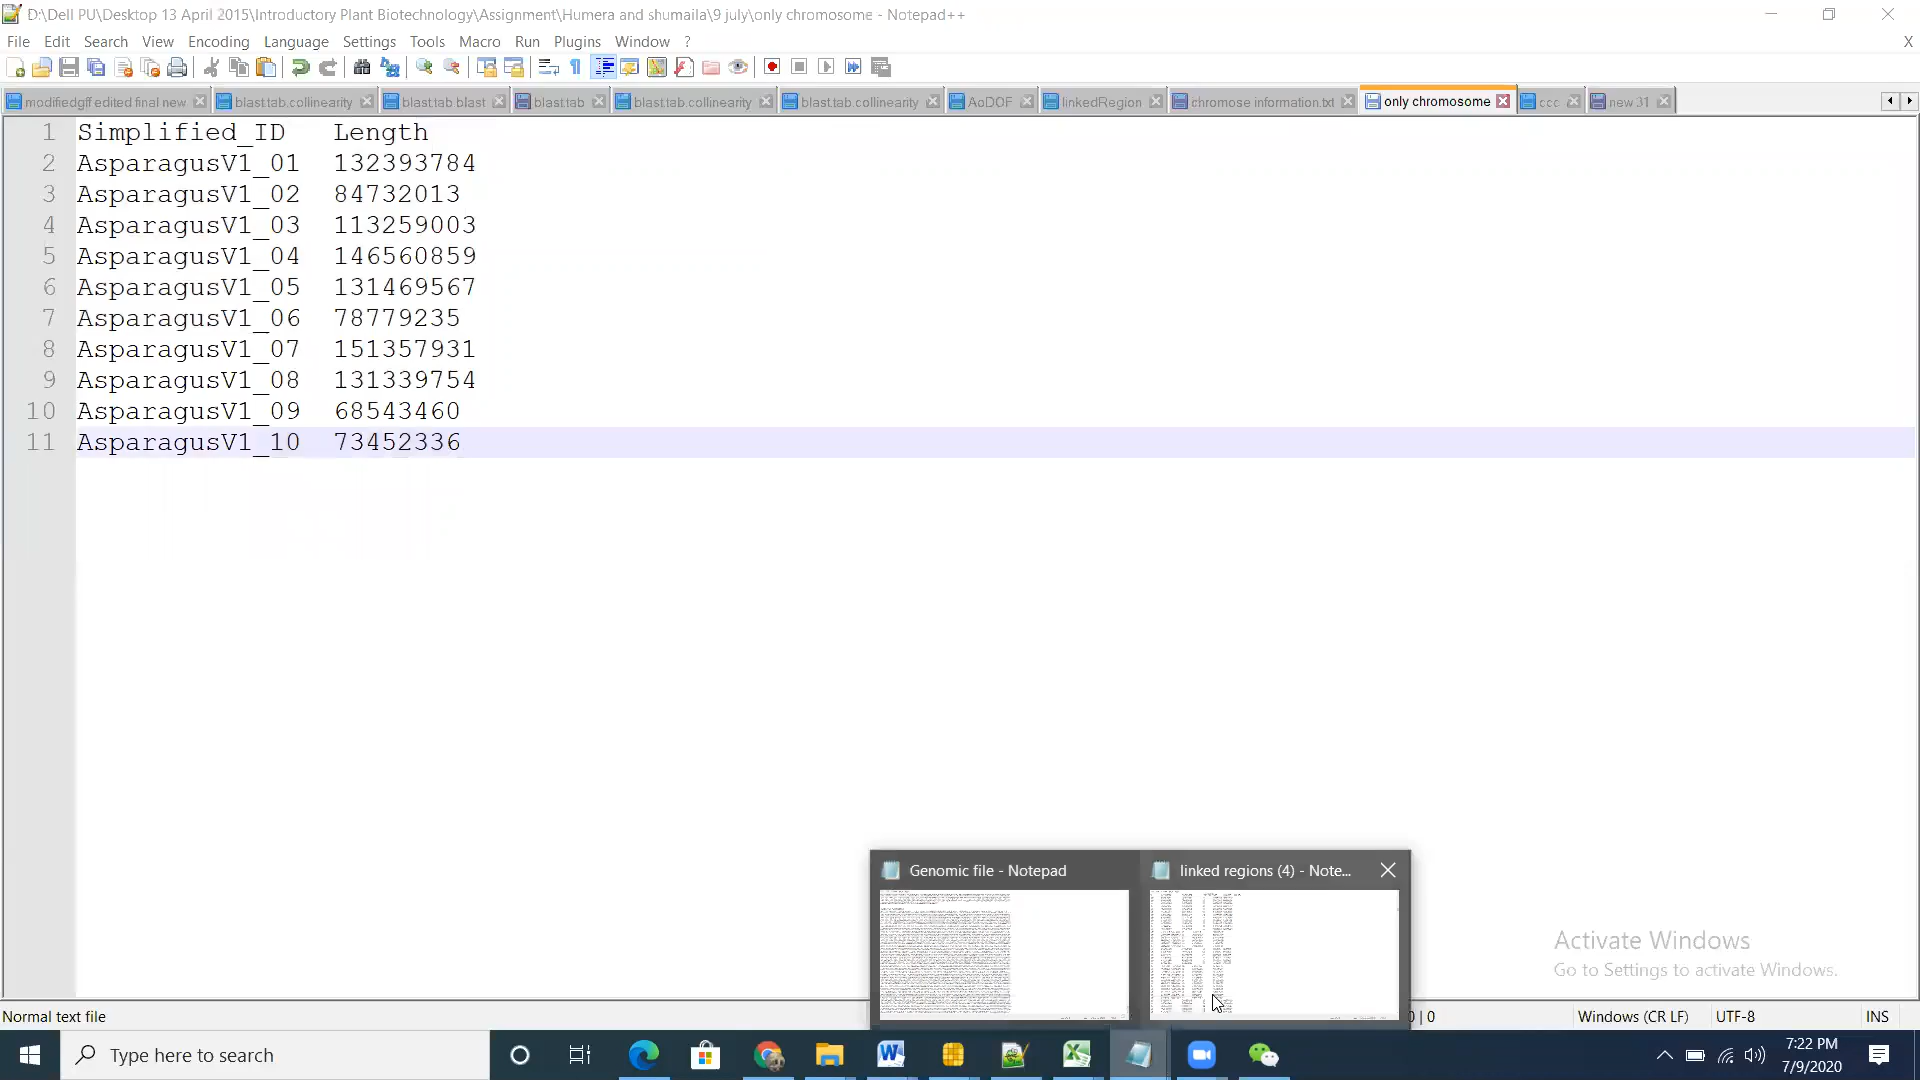 D:\Dell PU\Desktop 13 April 2015\Introductory Plant Biotechnology\Assignment\Humera and shumaila\9 july\only chromosome - Notepad++
File Edit Search View Encoding Language Settings Tools Macro Run Plugins Window ? X
modifiedgff edited final new blast.tab.collinearity blast.tab blast blast.tab blast.tab.collinearity blast.tab.collinearity AoDOF linkedRegion chromose information.txt only chromosome ccc new 31
1 Simplified_ID Length
2 AsparagusV1_01 132393784
3 AsparagusV1_02 84732013
4 AsparagusV1_03 113259003
5 AsparagusV1_04 146560859
6 AsparagusV1_05 131469567
7 AsparagusV1_06 78779235
8 AsparagusV1_07 151357931
9 AsparagusV1_08 131339754
10 AsparagusV1_09 68543460
11 AsparagusV1_10 73452336
Genomic file - Notepad linked regions (4) - Note...
Activate Windows
Go to Settings to activate Windows.
Normal text file 0 | 0 Windows (CR LF) UTF-8 INS
Type here to search
7:22 PM
7/9/2020